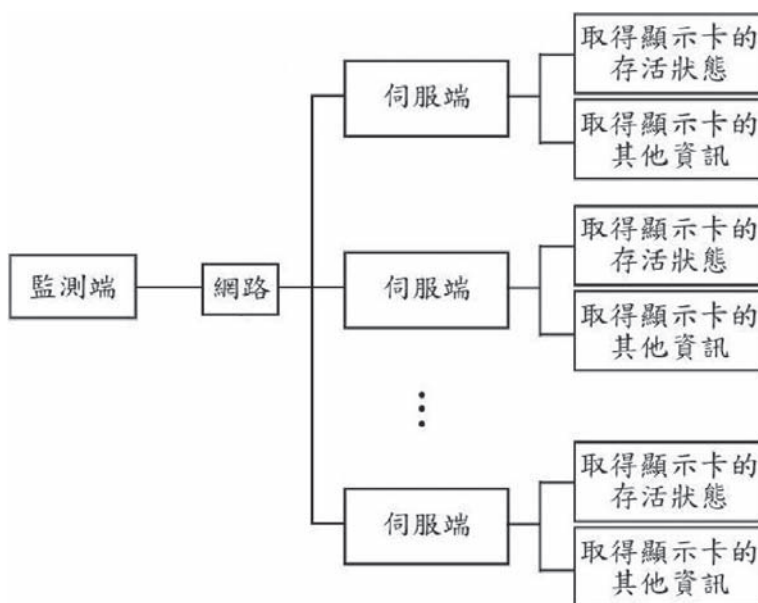 取得顯示卡的
存活狀態
伺服端
取得顯示卡的
其他資訊
取得顯示卡的
存活狀態
監測端
網路
伺服端
取得顯示卡的
其他資訊
取得顯示卡的
存活狀態
伺服端
取得顯示卡的
其他資訊